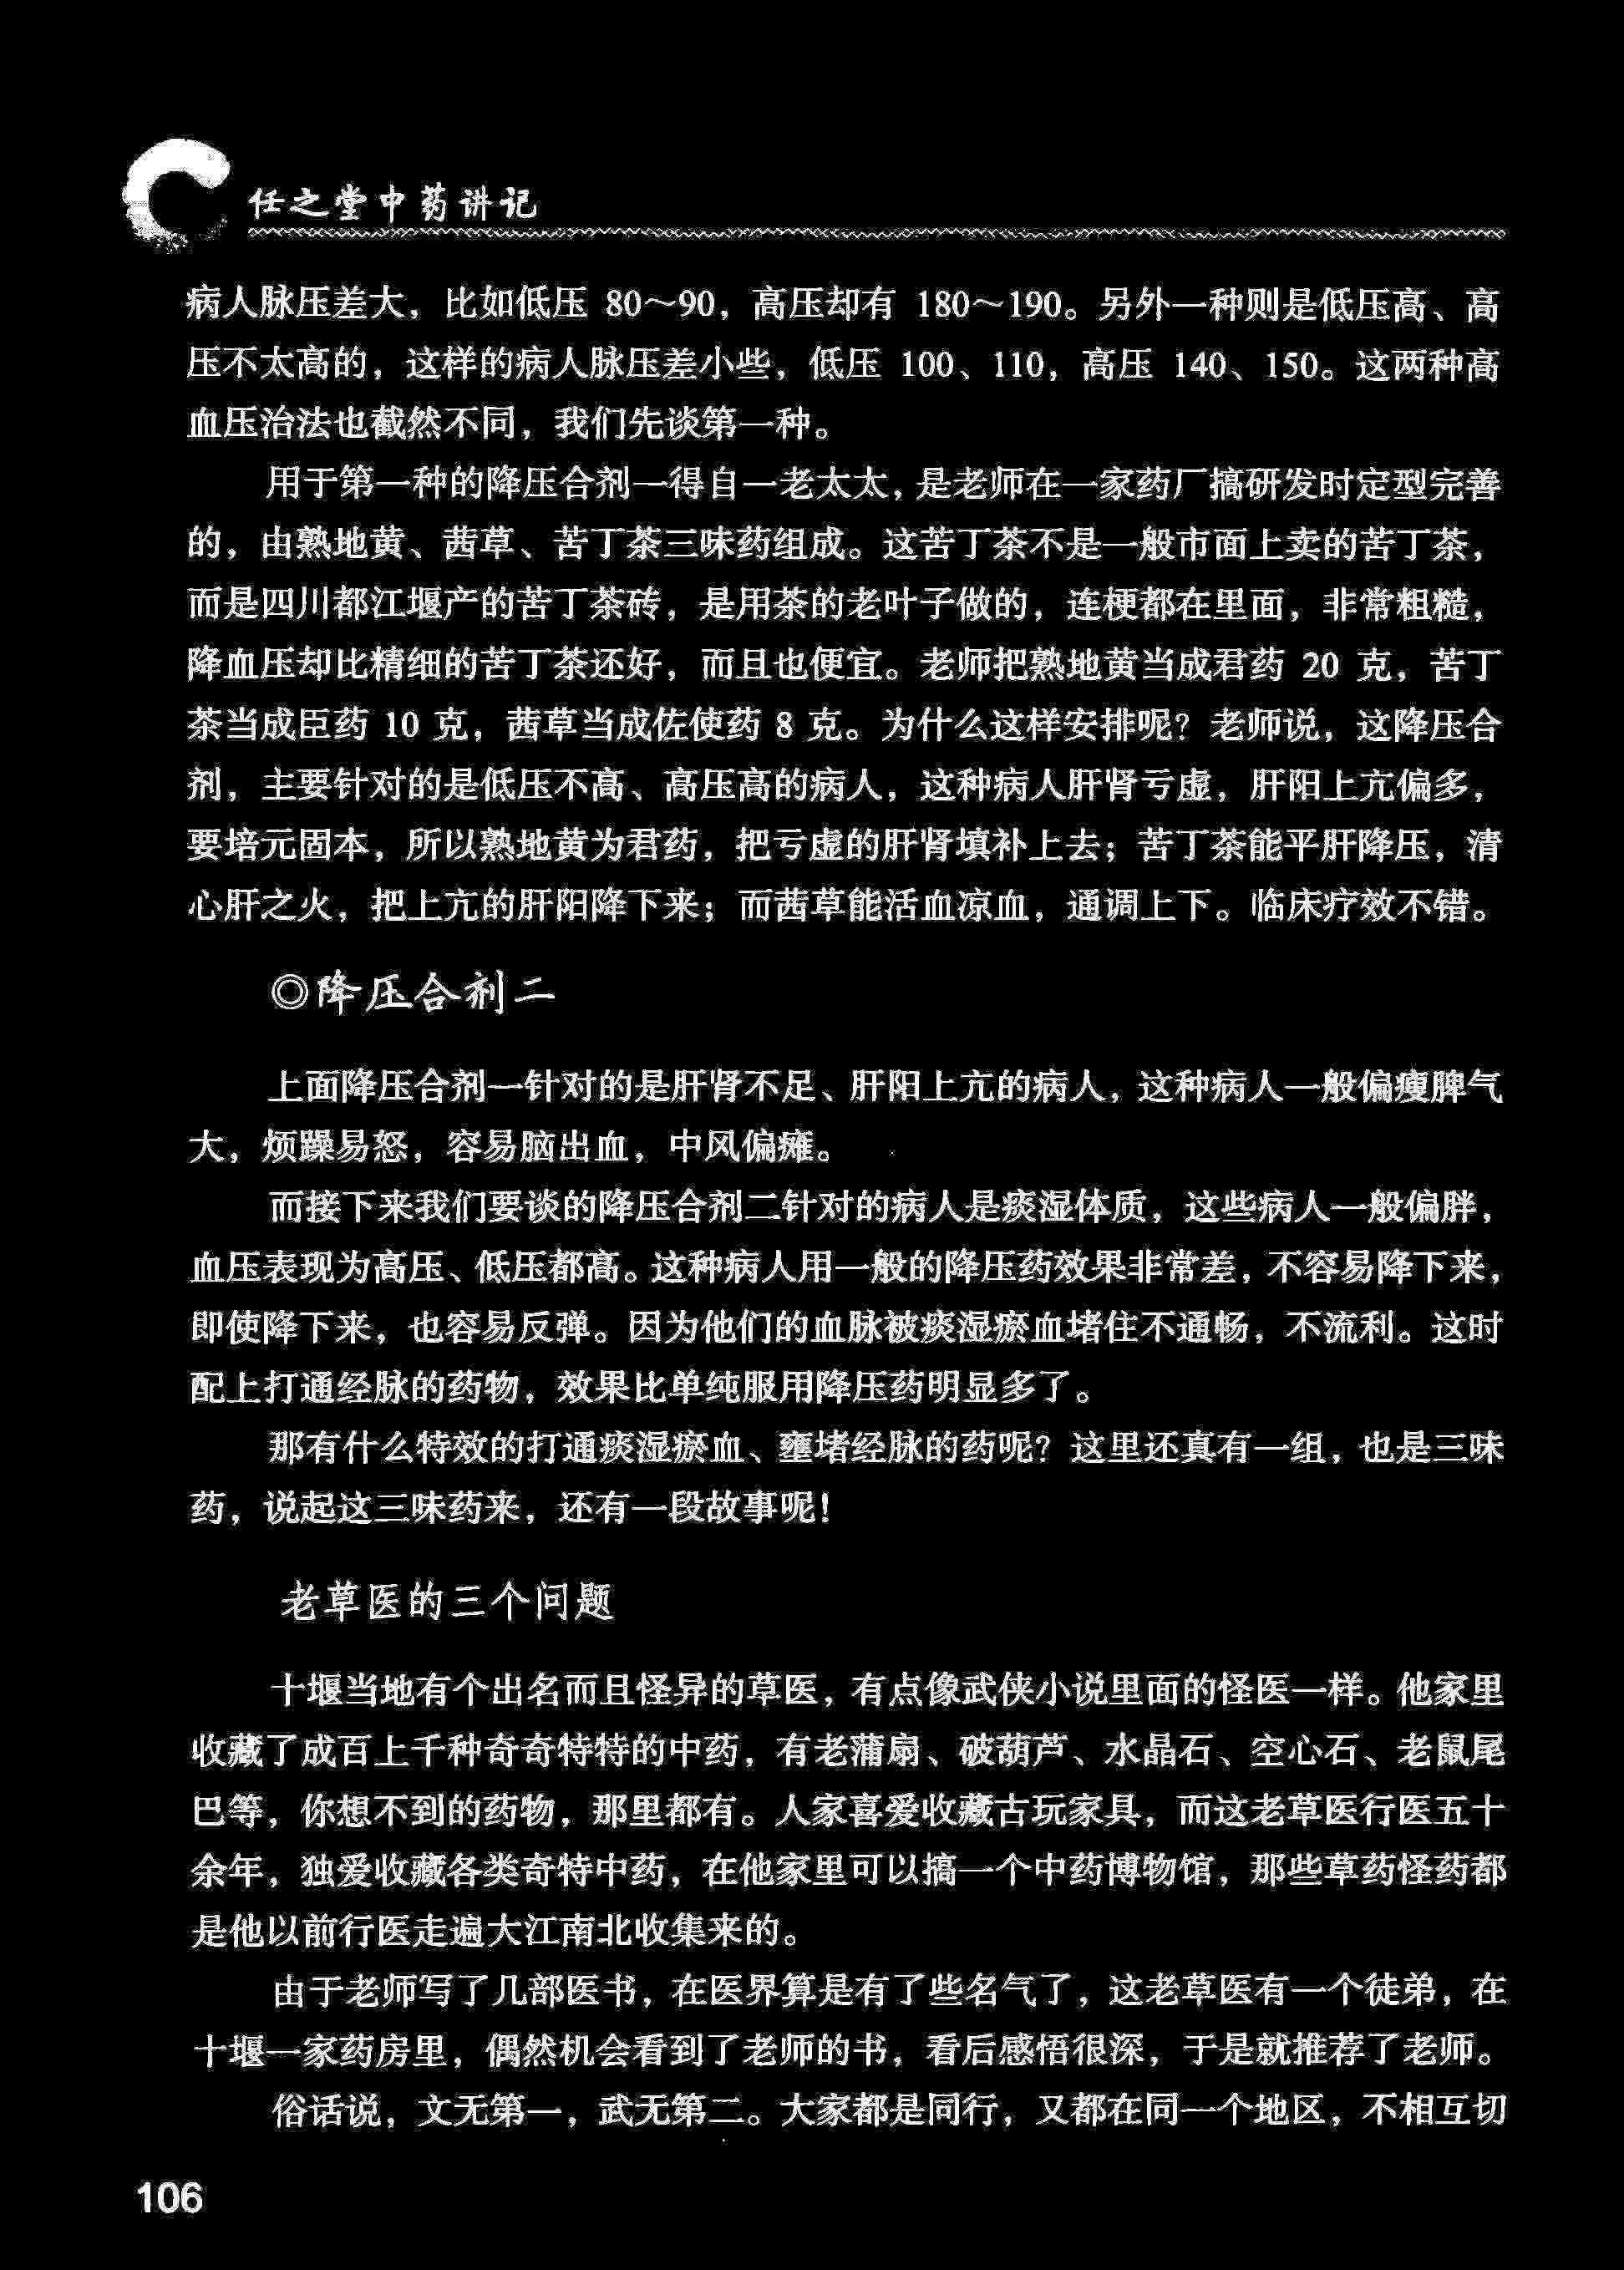 任之堂中药讲记
病人脉压差大，比如低压 80～90，高压却有 180～190。另外一种则是低压高、高
压不太高的，这样的病人脉压差小些，低压 100、110，高压 140、150。这两种高
血压治法也截然不同，我们先谈第一种。
用于第一种的降压合剂一得自一老太太，是老师在一家药厂搞研发时定型完善
的，由熟地黄、茜草、苦丁茶三味药组成。这苦丁茶不是一般市面上卖的苦丁茶，
而是四川都江堰产的苦丁茶砖，是用茶的老叶子做的，连梗都在里面，非常粗糙，
降血压却比精细的苦丁茶还好，而且也便宜。老师把熟地黄当成君药 20 克，苦丁
茶当成臣药 10 克，茜草当成佐使药 8 克。为什么这样安排呢？老师说，这降压合
剂，主要针对的是低压不高、高压高的病人，这种病人肝肾亏虚，肝阳上亢偏多，
要培元固本，所以熟地黄为君药，把亏虚的肝肾填补上去；苦丁茶能平肝降压，清
心肝之火，把上亢的肝阳降下来；而茜草能活血凉血，通调上下。临床疗效不错。
◎降压合剂二
上面降压合剂一针对的是肝肾不足、肝阳上亢的病人，这种病人一般偏瘦脾气
大，烦躁易怒，容易脑出血，中风偏瘫。
而接下来我们要谈的降压合剂二针对的病人是痰湿体质，这些病人一般偏胖，
血压表现为高压、低压都高。这种病人用一般的降压药效果非常差，不容易降下来，
即使降下来，也容易反弹。因为他们的血脉被痰湿瘀血堵住不通畅，不流利。这时
配上打通经脉的药物，效果比单纯服用降压药明显多了。
那有什么特效的打通痰湿瘀血、壅堵经脉的药呢？这里还真有一组，也是三味
药，说起这三味药来，还有一段故事呢！
老草医的三个问题
十堰当地有个出名而且怪异的草医，有点像武侠小说里面的怪医一样。他家里
收藏了成百上千种奇奇特特的中药，有老蒲扇、破葫芦、水晶石、空心石、老鼠尾
巴等，你想不到的药物，那里都有。人家喜爱收藏古玩家具，而这老草医行医五十
余年，独爱收藏各类奇特中药，在他家里可以搞一个中药博物馆，那些草药怪药都
是他以前行医走遍大江南北收集来的。
由于老师写了几部医书，在医界算是有了些名气了，这老草医有一个徒弟，在
十堰一家药房里，偶然机会看到了老师的书，看后感悟很深，于是就推荐了老师。
俗话说，文无第一，武无第二。大家都是同行，又都在同一个地区，不相互切
106